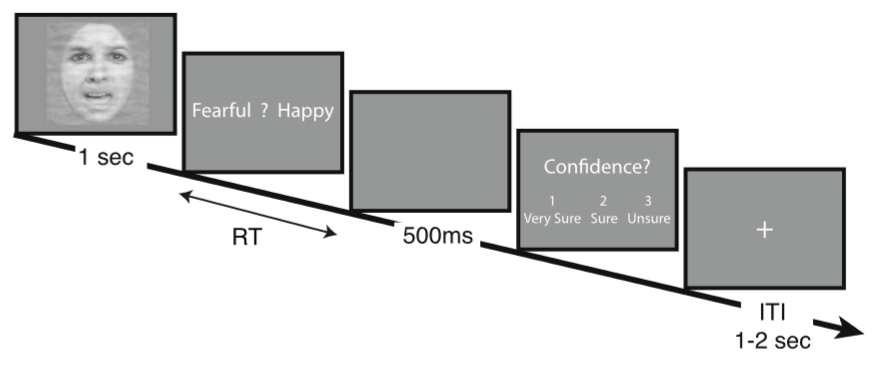 Fearful ? Happy
Confidence?
1 2 3
Very Sure Sure Unsure
+
1 sec
RT
500ms
ITI
1-2 sec